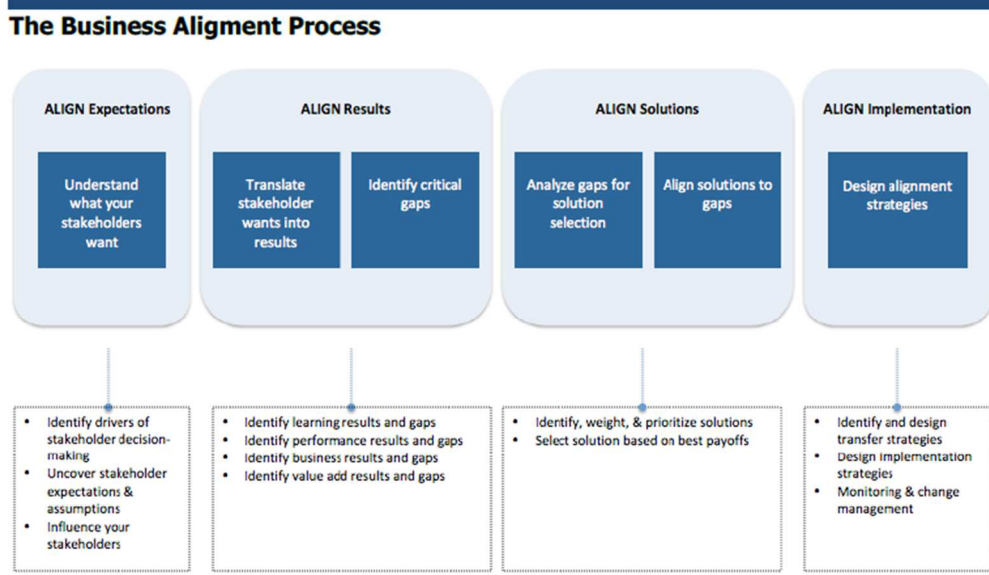 The Business Aligment Process
ALIGN Expectations
Understand
what your
stakeholders
want
ALIGN Results
Translate
stakeholder
wants into
results
Identify critical
gaps
ALIGN Solutions
Analyze gaps for
solution
selection
Align solutions to
gaps
ALIGN Implementation
Design alignment
strategies
• Identify drivers of
stakeholder decision-
making
• Uncover stakeholder
expectations &
assumptions
• Influence your
stakeholders
• Identify learning results and gaps
• Identify performance results and gaps
• Identify business results and gaps
• Identify value add results and gaps
• Identify, weight, & prioritize solutions
• Select solution based on best payoffs
• Identify and design
transfer strategies
• Design implementation
strategies
• Monitoring & change
management